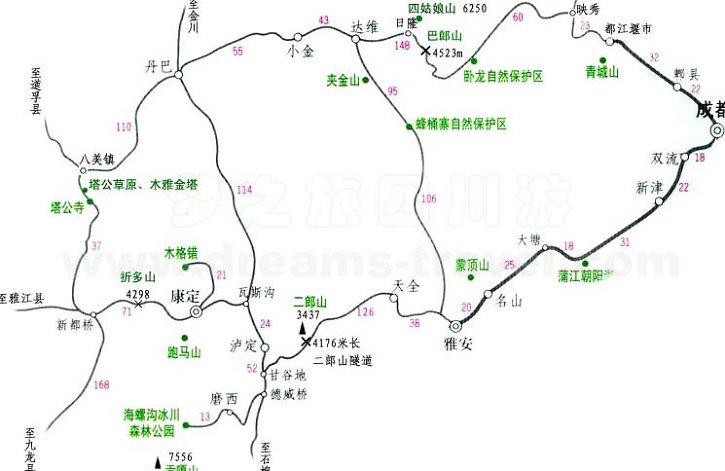 至金川
四姑娘山 6250
映秀
60
43
达维
日隆
巴郎山
4523m
148
55
小金
23
都江堰市
32
青城山
郫县
22
成都
丹巴
夹金山
卧龙自然保护区
95
蜂桶寨自然保护区
至道孚县
110
八美镇
双流
18
塔公草原、木雅金塔
塔公寺
114
106
新津
22
梦之旅四川游
大塘
18
31
37
木格错
折多山
4298
21
康定
瓦斯沟
蒙顶山
25
蒲江朝阳湖
二郎山
3437
天全
126
38
名山
20
至雅江县
新都桥
71
24
泸定
4176米长
二郎山隧道
雅安
跑马山
52
甘谷地
168
磨西
德威桥
海螺沟冰川
森林公园
13
至九龙县
7556